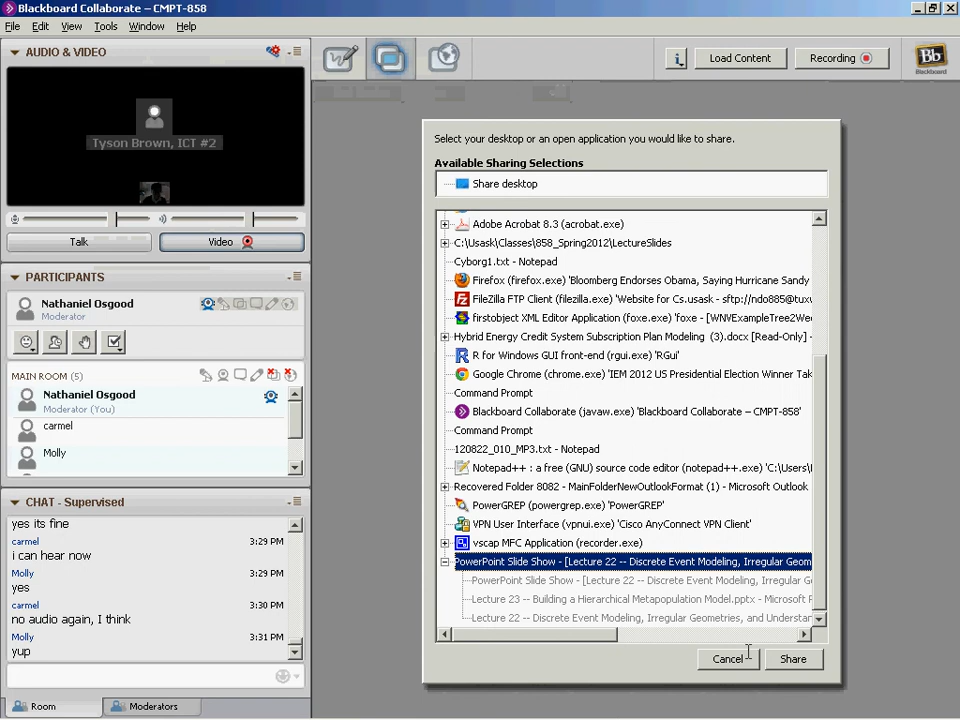 Blackboard Collaborate – CMPT-858
File Edit View Tools Window Help
AUDIO & VIDEO
Tyson Brown, ICT #2
Talk
Video
PARTICIPANTS
Nathaniel Osgood
Moderator
MAIN ROOM (5)
Nathaniel Osgood
Moderator (You)
carmel
Molly
CHAT - Supervised
yes its fine
carmel 3:29 PM
i can hear now
Molly 3:29 PM
yes
carmel 3:30 PM
no audio again, I think
Molly 3:31 PM
yup
Room
Moderators
Load Content
Recording
Bb
Blackboard
Select your desktop or an open application you would like to share.
Available Sharing Selections
Share desktop
Adobe Acrobat 8.3 (acrobat.exe)
C:\Usask\Classes\858_Spring2012\LectureSlides
Cyborg1.txt - Notepad
Firefox (firefox.exe) 'Bloomberg Endorses Obama, Saying Hurricane Sandy
FileZilla FTP Client (filezilla.exe) 'Website for Cs.usask - sftp://ndo885@tux
firstobject XML Editor Application (foxe.exe) 'foxe - [WNVExampleTree2Wee
Hybrid Energy Credit System Subscription Plan Modeling (3).docx [Read-Only] -
R for Windows GUI front-end (rgui.exe) 'RGui'
Google Chrome (chrome.exe) 'IEM 2012 US Presidential Election Winner Tak
Command Prompt
Blackboard Collaborate (javaw.exe) 'Blackboard Collaborate – CMPT-858'
Command Prompt
120822_010_MP3.txt - Notepad
Notepad++ : a free (GNU) source code editor (notepad++.exe) 'C:\Users\
Recovered Folder 8082 - MainFolderNewOutlookFormat (1) - Microsoft Outlook
PowerGREP (powergrep.exe) 'PowerGREP'
VPN User Interface (vpnui.exe) 'Cisco AnyConnect VPN Client'
vscap MFC Application (recorder.exe)
PowerPoint Slide Show - [Lecture 22 -- Discrete Event Modeling, Irregular Geom
PowerPoint Slide Show - [Lecture 22 -- Discrete Event Modeling, Irregular G
Lecture 23 -- Building a Hierarchical Metapopulation Model.pptx - Microsoft F
Lecture 22 -- Discrete Event Modeling, Irregular Geometries, and Understar
Cancel
Share